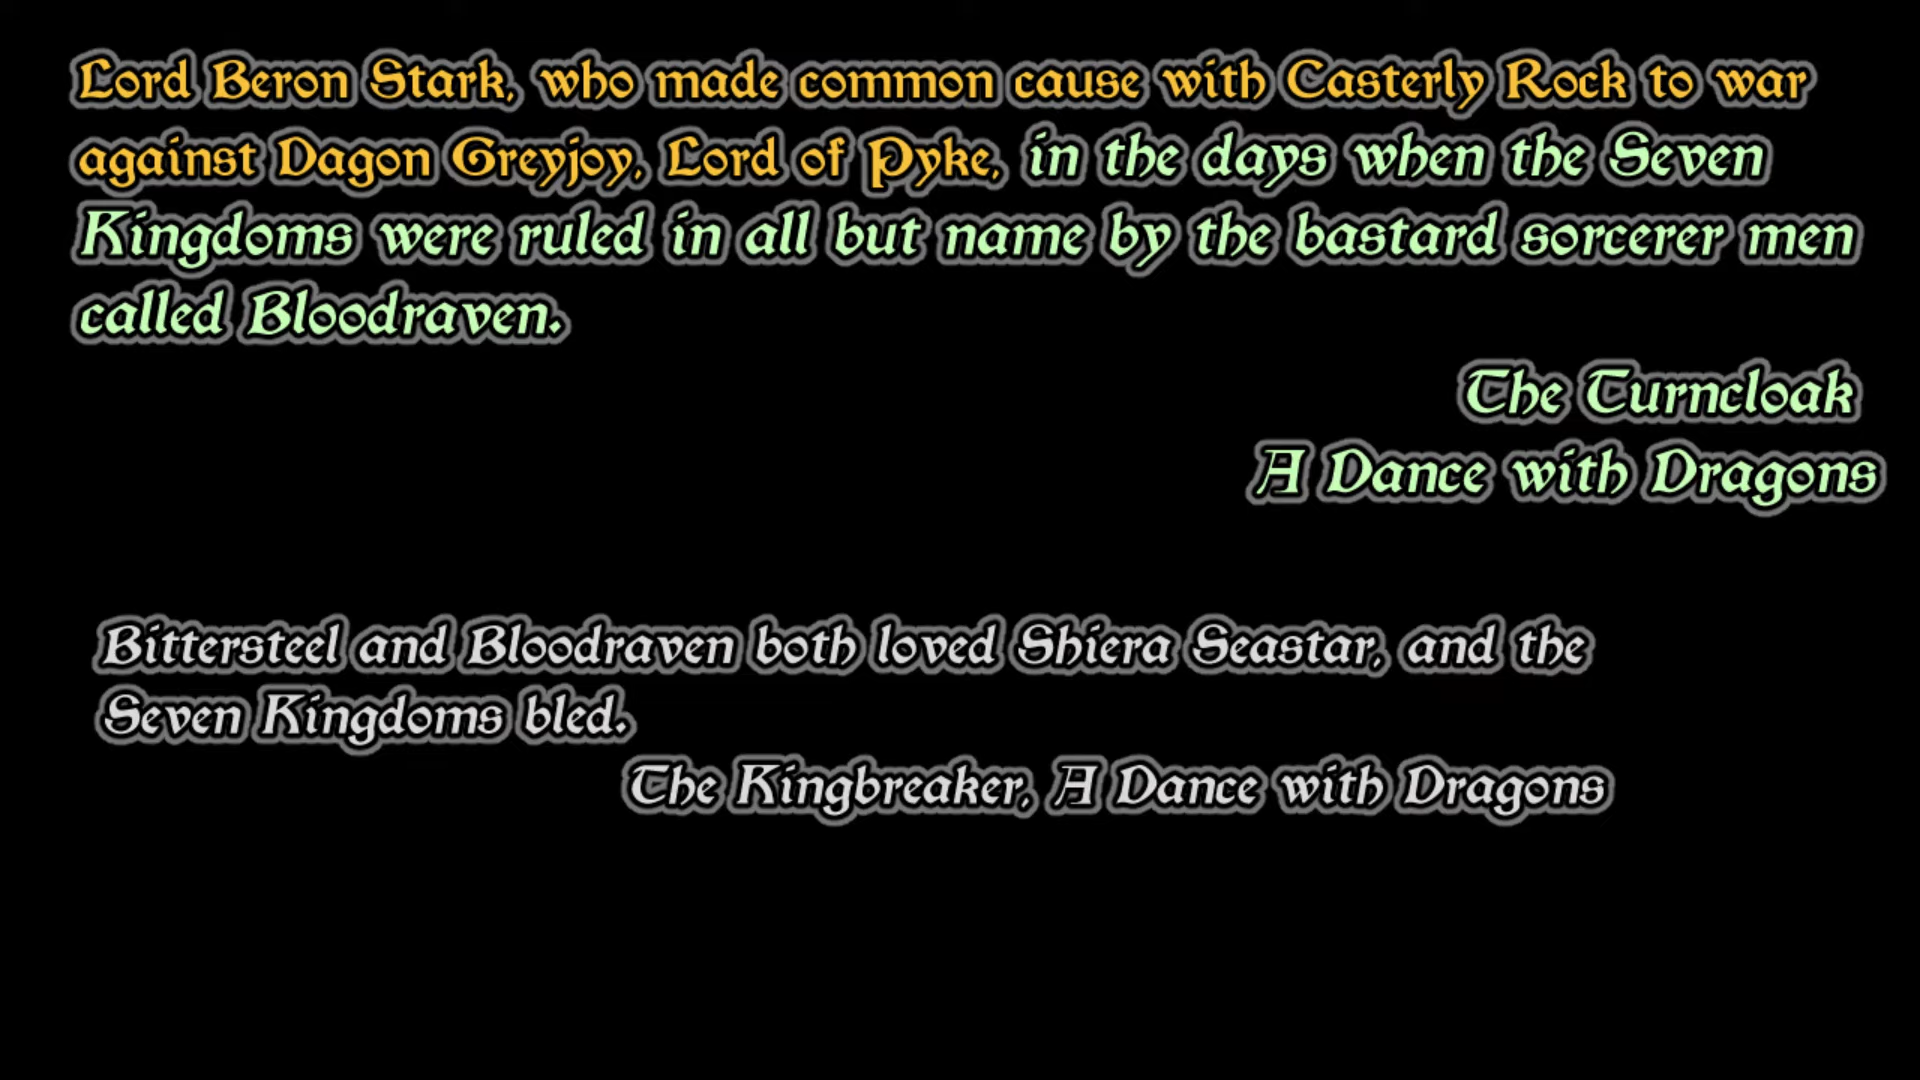 Lord Beron Stark, who made common cause with Casterly Rock to war
against Dagon Greyjoy, Lord of Pyke, in the days when the Seven
Kingdoms were ruled in all but name by the bastard sorcerer men
called Bloodraven.
The Turncloak
A Dance with Dragons
Bittersteel and Bloodraven both loved Shiera Seastar, and the
Seven Kingdoms bled.
The Kingbreaker, A Dance with Dragons